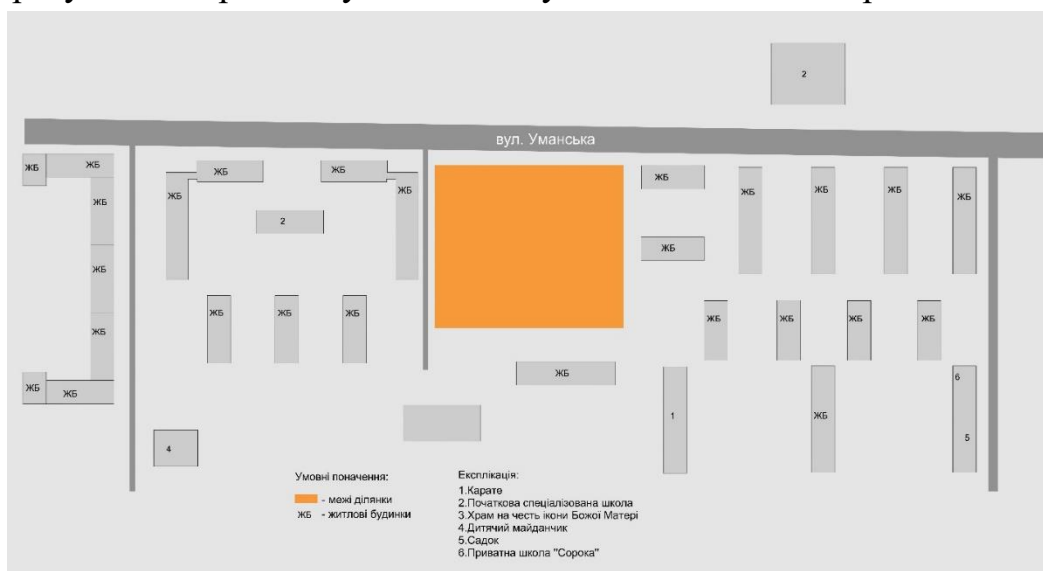 2
вул. Уманська
ЖБ
ЖБ
ЖБ
ЖБ
ЖБ
ЖБ
ЖБ
ЖБ
ЖБ
ЖБ
ЖБ
ЖБ
ЖБ
ЖБ
2
ЖБ
ЖБ
ЖБ
ЖБ
ЖБ
ЖБ
ЖБ
ЖБ
ЖБ
ЖБ
ЖБ
ЖБ
ЖБ
6
1
ЖБ
5
4
Умовні поначення:
- межі ділянки
ЖБ - житлові будинки
Експлікація:
1.Карате
2.Початкова спеціалізована школа
3.Храм на честь ікони Божої Матері
4.Дитячий майданчик
5.Садок
6.Приватна школа "Сорока"